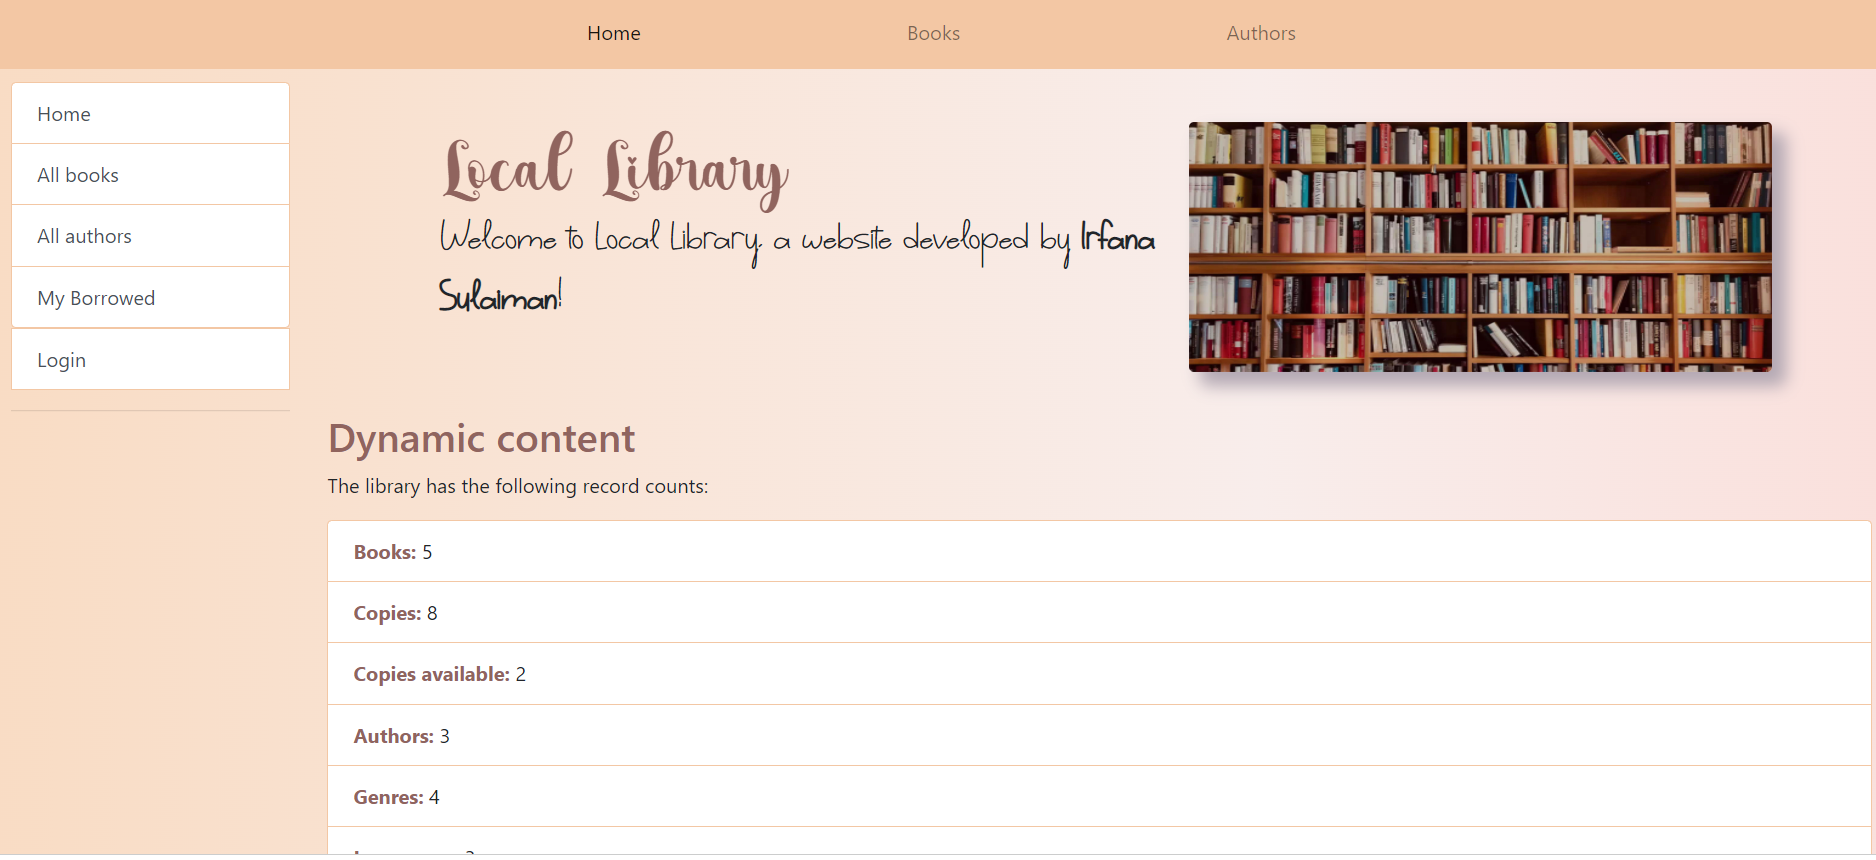 Home Books Authors
Home
All books
All authors
My Borrowed
Login
Local Library
Welcome to Local Library, a website developed by Irfana
Sulaiman!
Dynamic content
The library has the following record counts:
Books: 5
Copies: 8
Copies available: 2
Authors: 3
Genres: 4